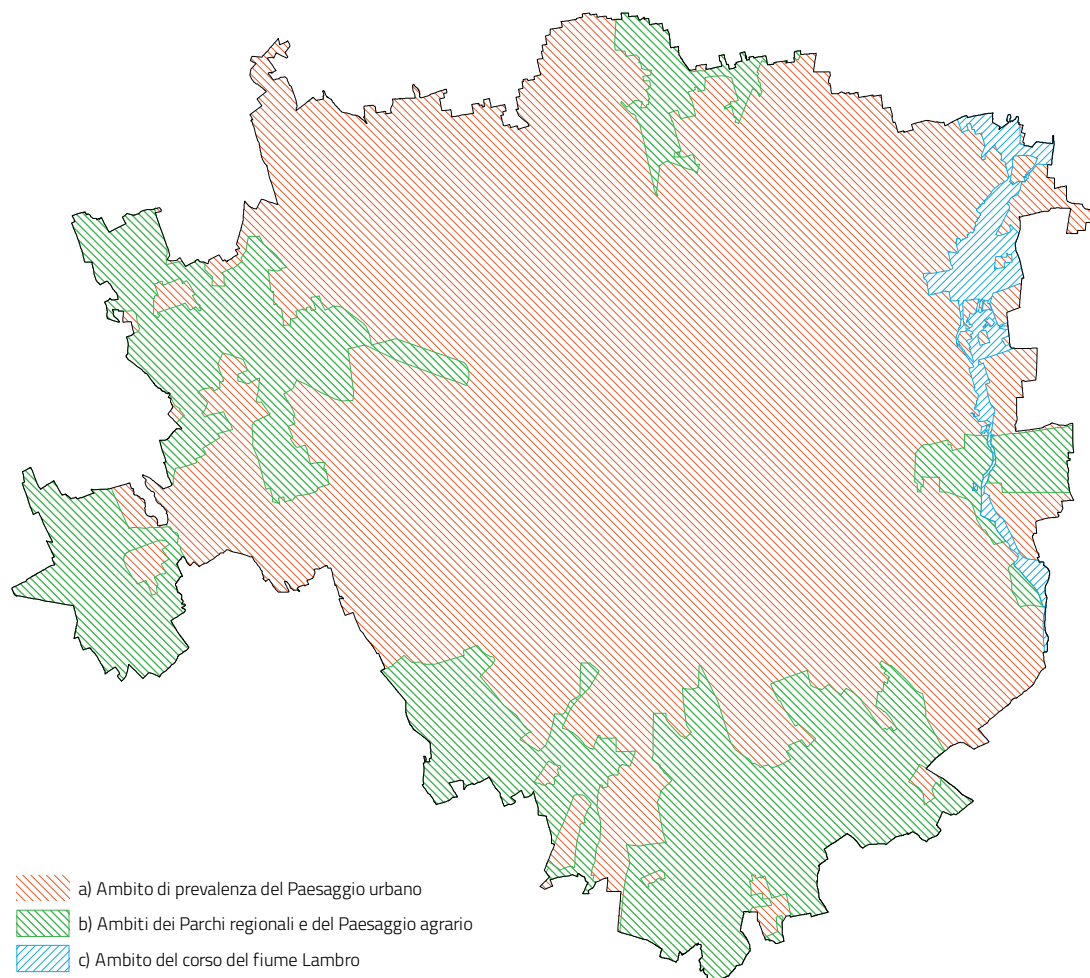 a) Ambito di prevalenza del Paesaggio urbano
b) Ambiti dei Parchi regionali e del Paesaggio agrario
c) Ambito del corso del fiume Lambro